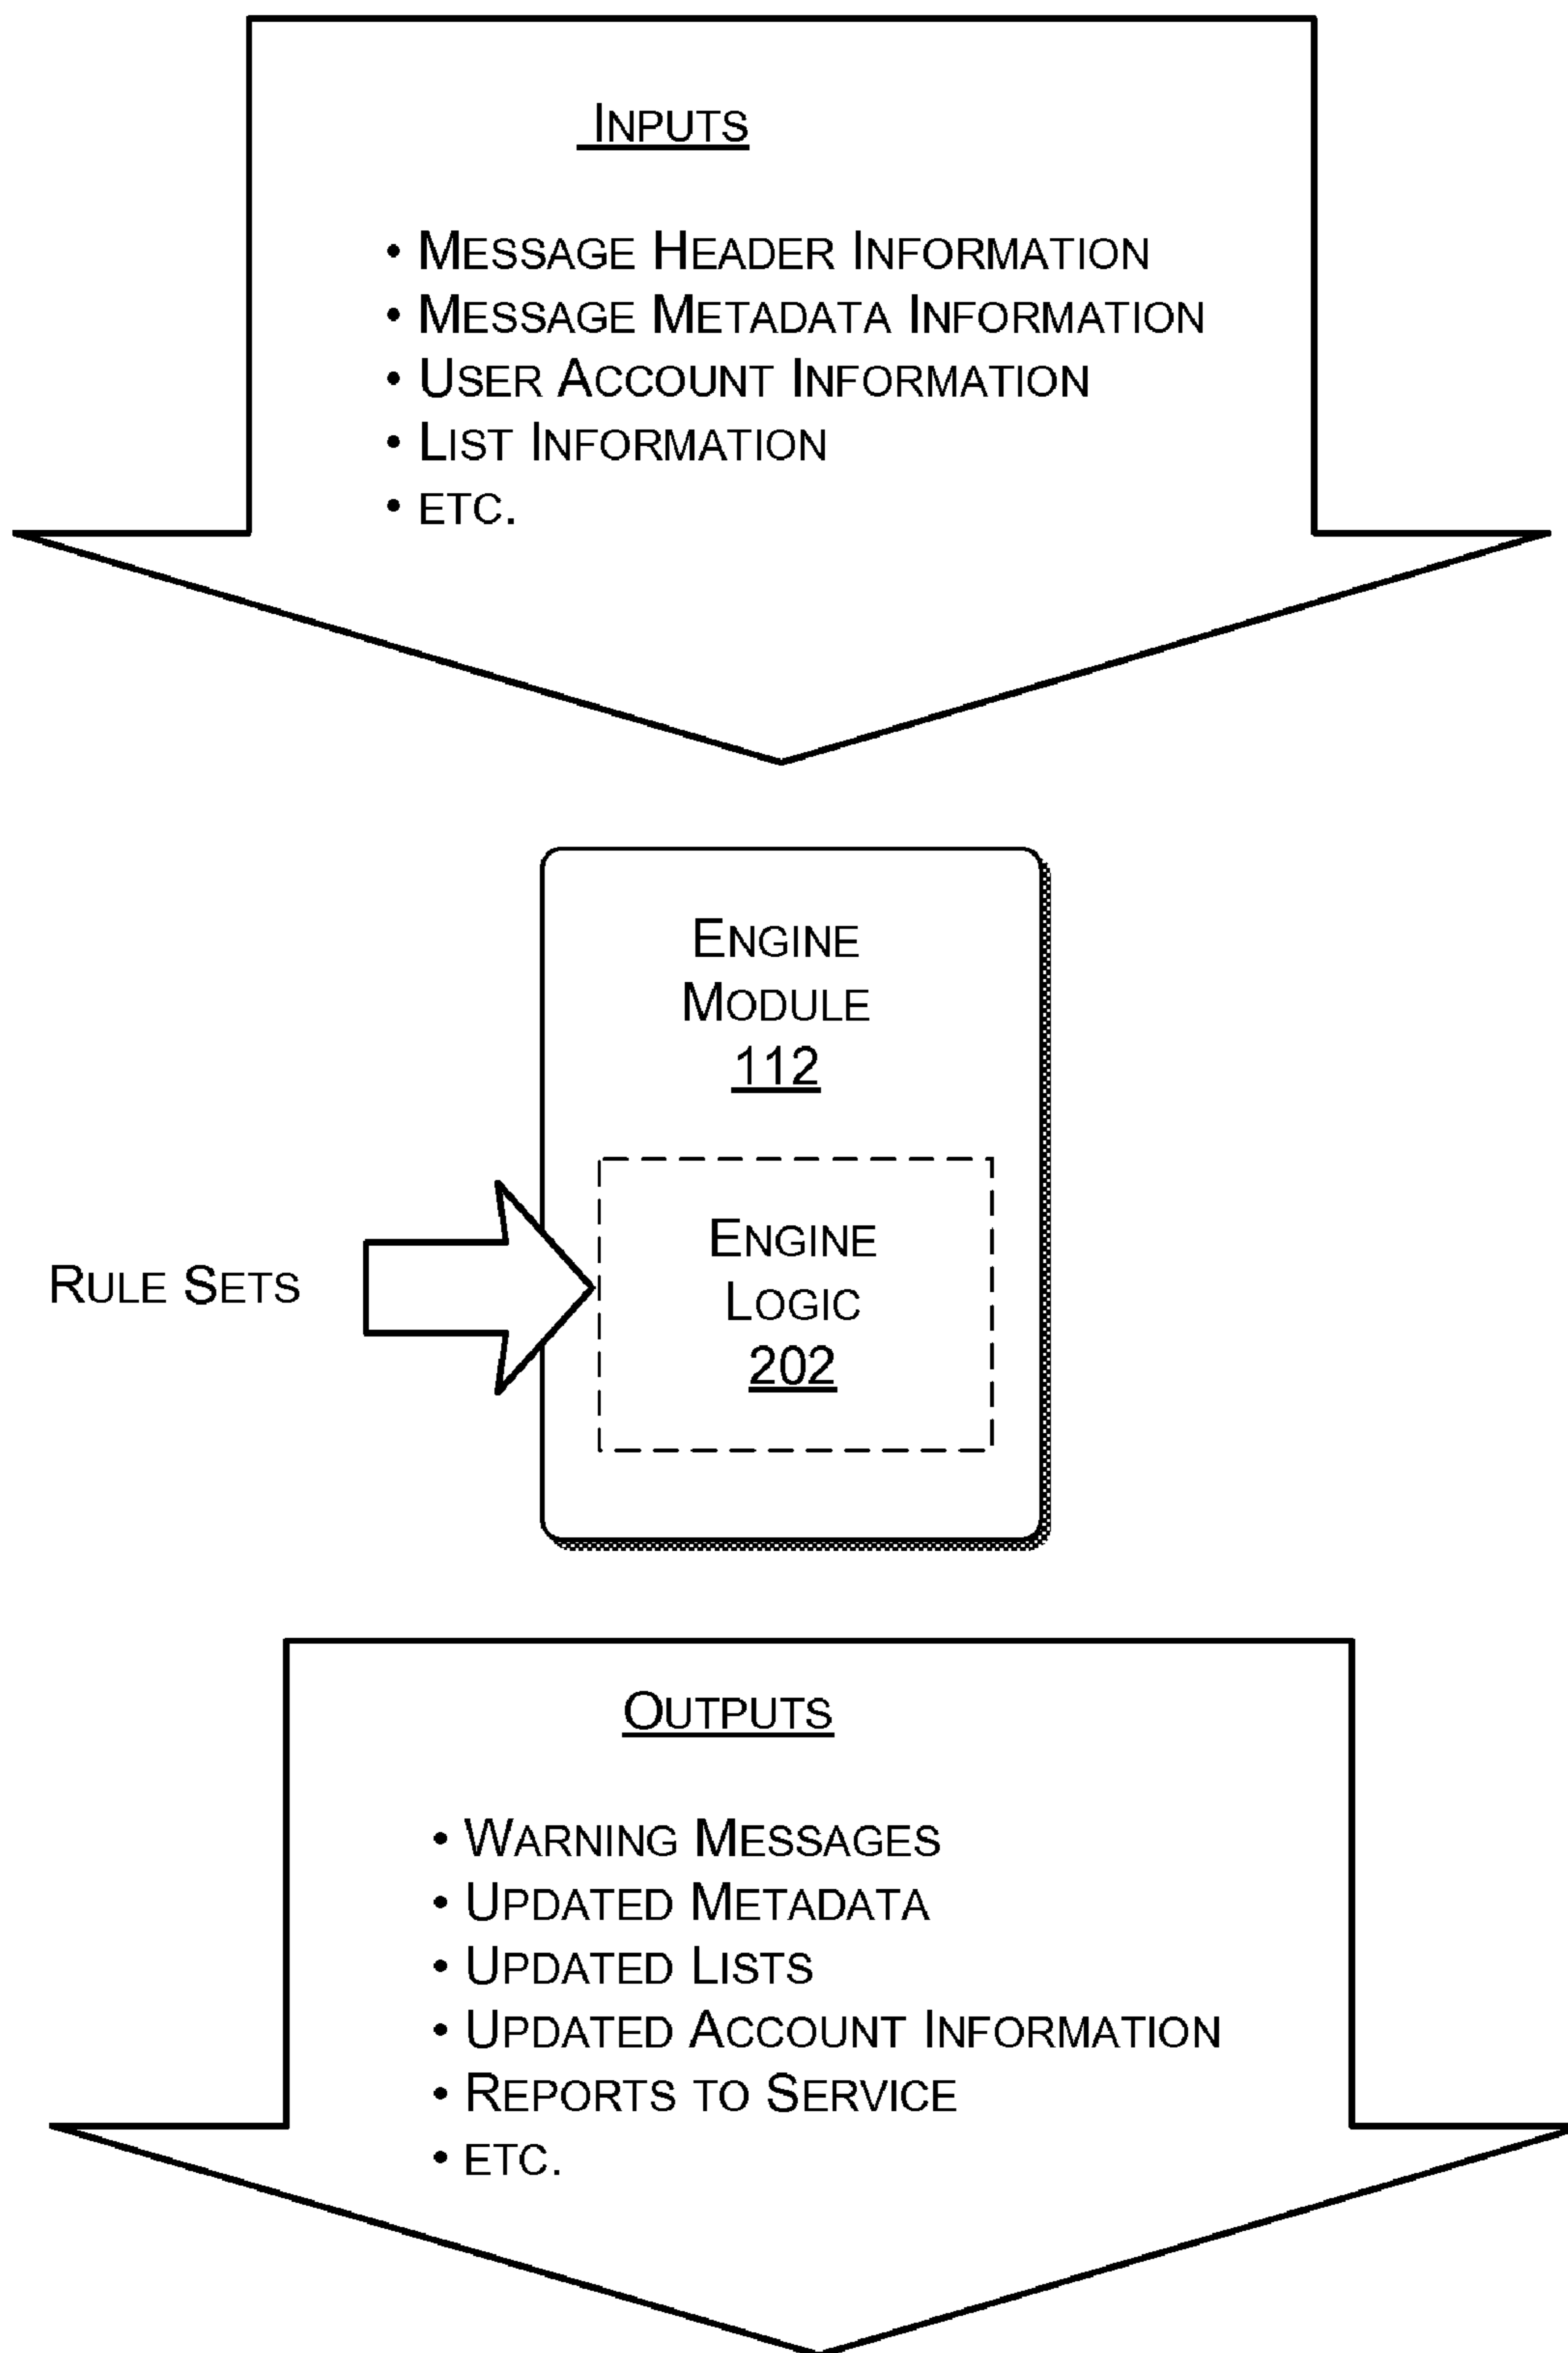 INPUTS
• MESSAGE HEADER INFORMATION
• MESSAGE METADATA INFORMATION
• USER ACCOUNT INFORMATION
• LIST INFORMATION
• ETC.
ENGINE
MODULE
112
RULE SETS
ENGINE
LOGIC
202
OUTPUTS
• WARNING MESSAGES
• UPDATED METADATA
• UPDATED LISTS
• UPDATED ACCOUNT INFORMATION
• REPORTS TO SERVICE
• ETC.